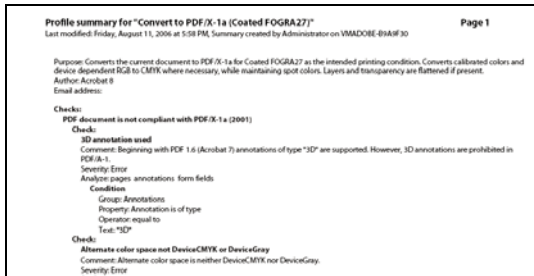 Profile summary for "Convert to PDF/X-1a (Coated FOGRA27)" Page 1
Last modified: Friday, August 11, 2006 at 5:58 PM, Summary created by Administrator on VMADOBE-B9A9F30
Purpose: Converts the current document to PDF/X-1a for Coated FOGRA27 as the intended printing condition. Converts calibrated colors and
device dependent RGB to CMYK where necessary, while maintaining spot colors. Layers and transparency are flattened if present.
Author: Acrobat 8
Email address:
Checks:
PDF document is not compliant with PDF/X-1a (2001)
Check:
3D annotation used
Comment: Beginning with PDF 1.6 (Acrobat 7) annotations of type "3D" are supported. However, 3D annotations are prohibited in
PDF/A-1.
Severity: Error
Analyze: pages annotations form fields
Condition
Group: Annotations
Property: Annotation is of type
Operator: equal to
Text: "3D"
Check:
Alternate color space not DeviceCMYK or DeviceGray
Comment: Alternate color space is neither DeviceCMYK nor DeviceGray.
Severity: Error